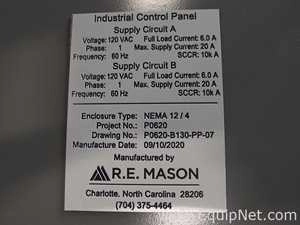 Industrial Control Panel
Supply Circuit A
Voltage: 120 VAC Full Load Current: 6.0 A
Phase: 1 Max. Supply Current: 20 A
Frequency: 60 Hz SCCR: 10k A
Supply Circuit B
Voltage: 120 VAC Full Load Current: 6.0 A
Phase: 1 Max. Supply Current: 20 A
Frequency: 60 Hz SCCR: 10k A
Enclosure Type: NEMA 12 / 4
Project No.: P0620
Drawing No.: P0620-B130-PP-07
Manufacture Date: 09/10/2020
Manufactured by
R.E. MASON
Charlotte, North Carolina 28206
(704) 375-4464
EquipNet.com